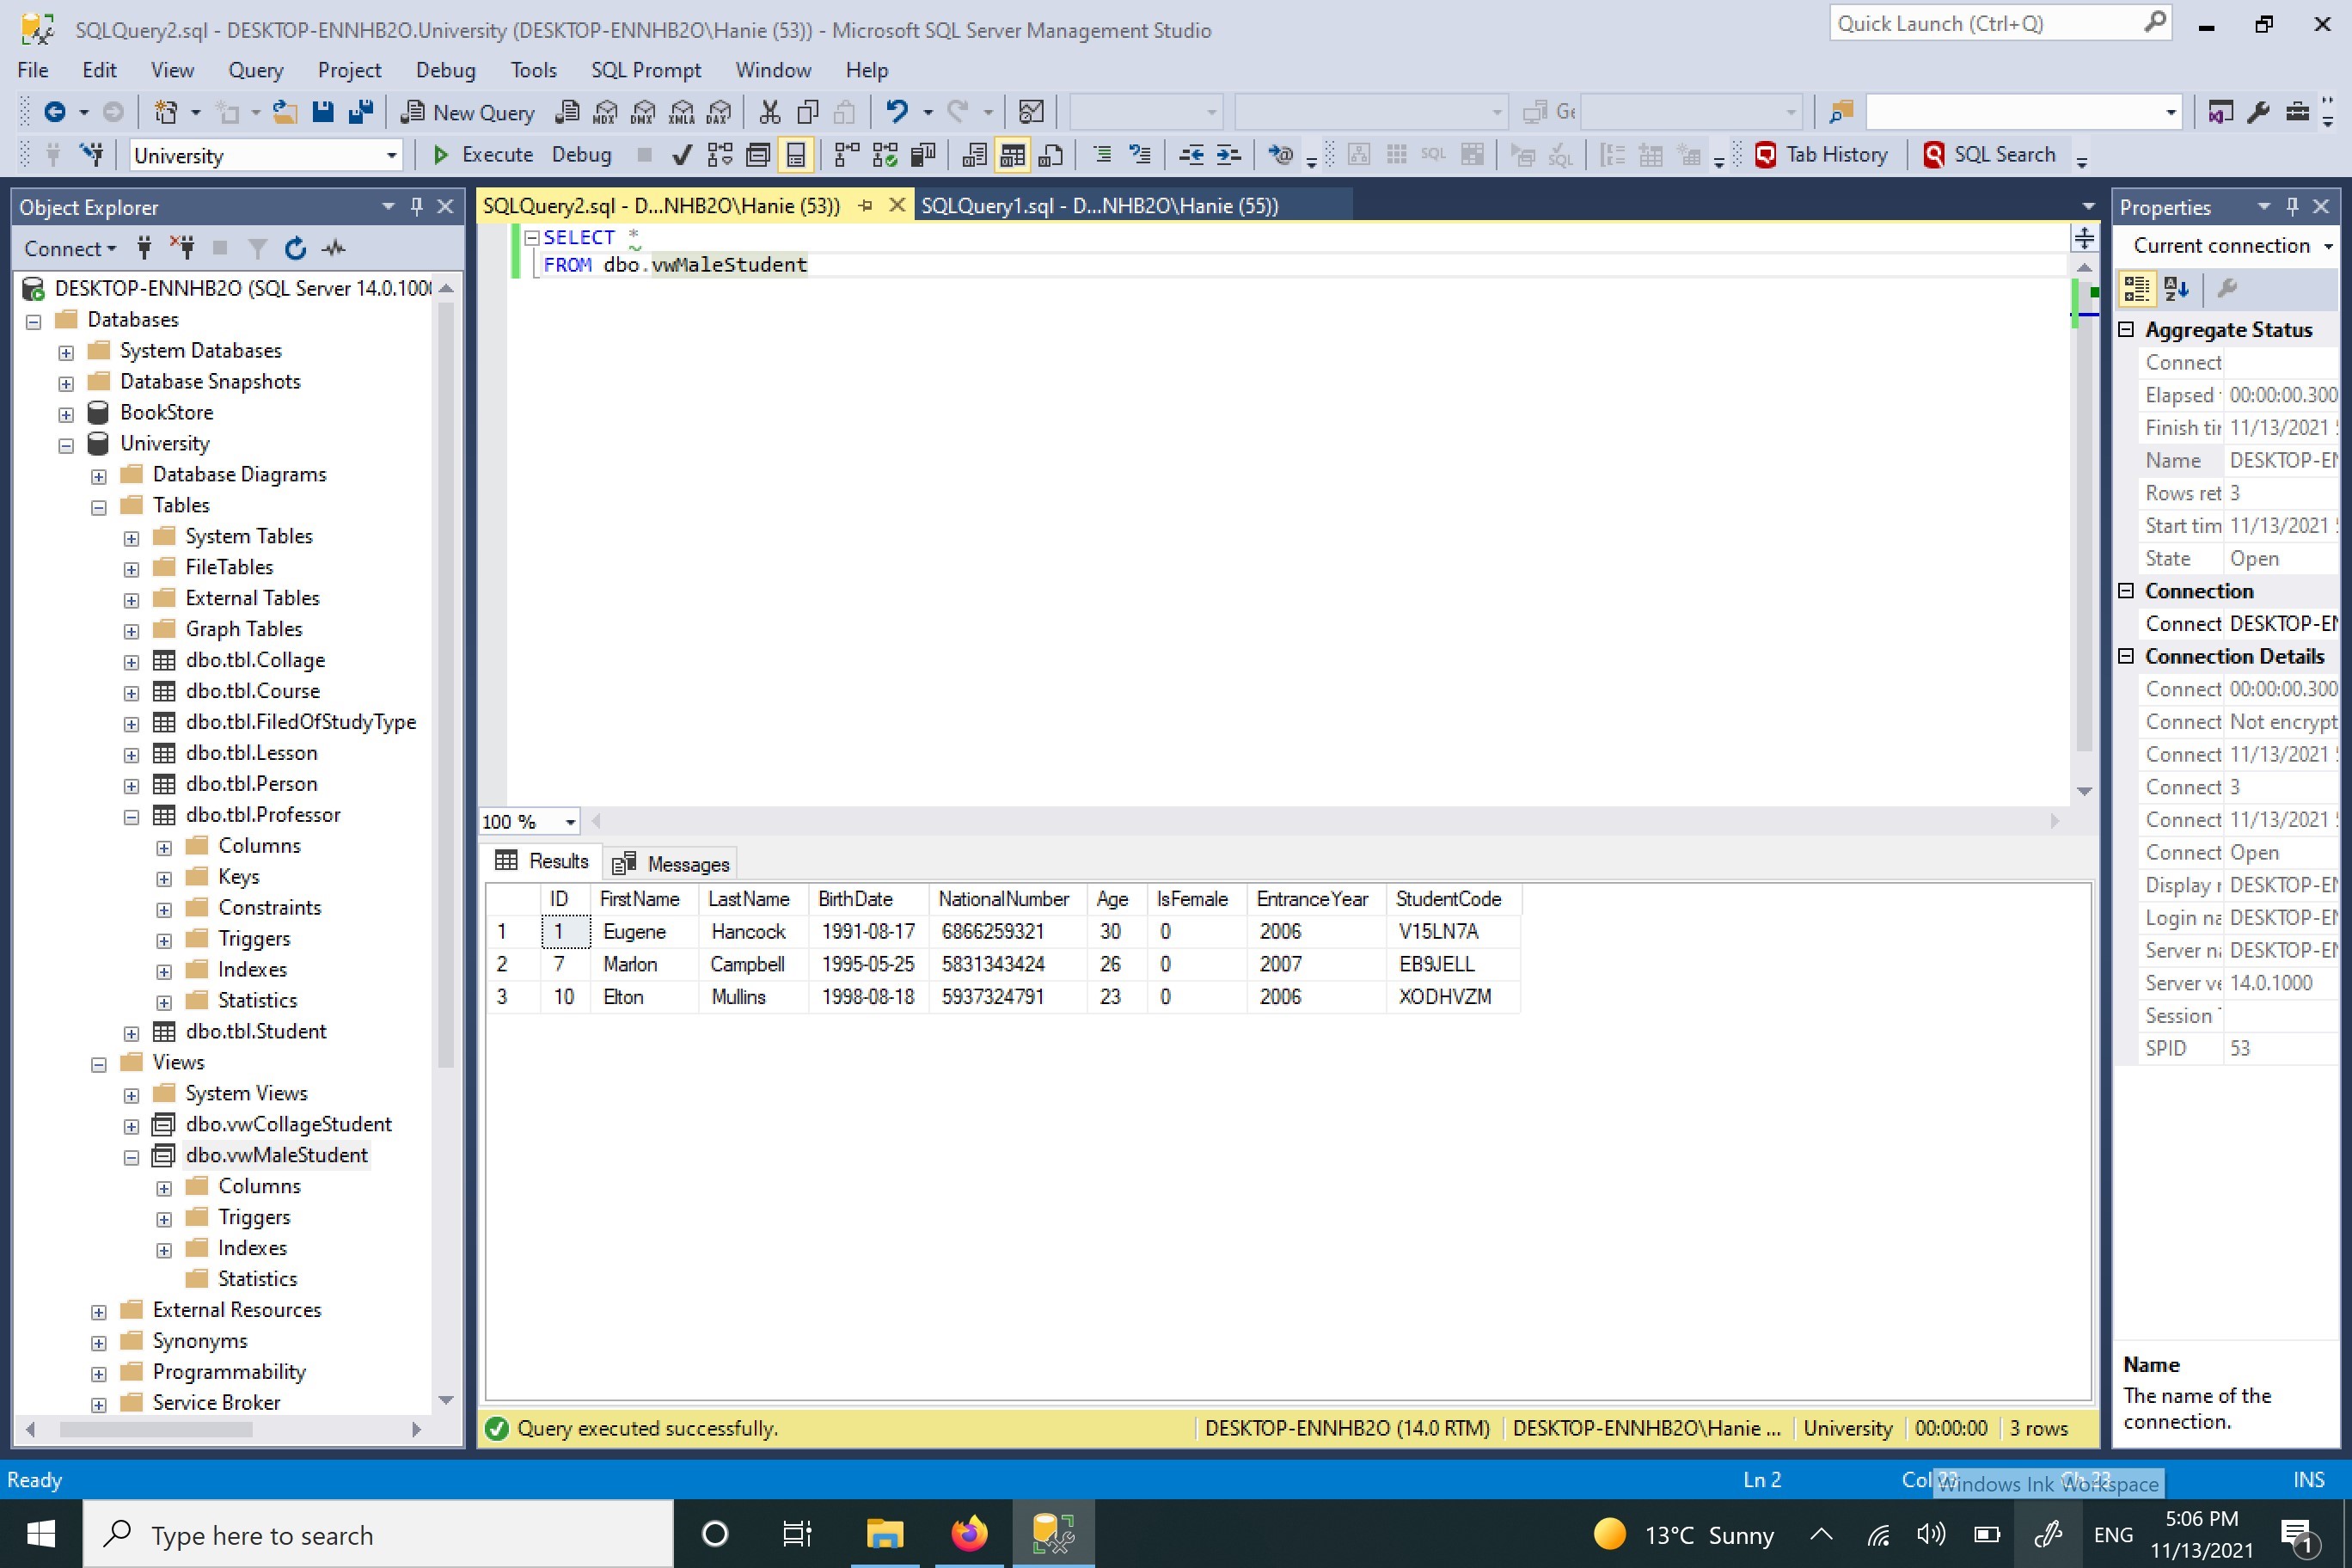 SQLQuery2.sql - DESKTOP-ENNHB2O.University (DESKTOP-ENNHB2O\Hanie (53)) - Microsoft SQL Server Management Studio
Quick Launch (Ctrl+Q)
File Edit View Query Project Debug Tools SQL Prompt Window Help
New Query MDX DMX XMLA DAX
University Execute Debug SQL SQL Tab History SQL Search
Object Explorer
Connect
DESKTOP-ENNHB2O (SQL Server 14.0.100
Databases
System Databases
Database Snapshots
BookStore
University
Database Diagrams
Tables
System Tables
FileTables
External Tables
Graph Tables
dbo.tbl.Collage
dbo.tbl.Course
dbo.tbl.FiledOfStudyType
dbo.tbl.Lesson
dbo.tbl.Person
dbo.tbl.Professor
Columns
Keys
Constraints
Triggers
Indexes
Statistics
dbo.tbl.Student
Views
System Views
dbo.vwCollageStudent
dbo.vwMaleStudent
Columns
Triggers
Indexes
Statistics
External Resources
Synonyms
Programmability
Service Broker
SQLQuery2.sql - D...NHB2O\Hanie (53)) SQLQuery1.sql - D...NHB2O\Hanie (55))
SELECT *
FROM dbo.vwMaleStudent
100 %
Results Messages
ID FirstName LastName BirthDate NationalNumber Age IsFemale EntranceYear StudentCode
1 1 Eugene Hancock 1991-08-17 6866259321 30 0 2006 V15LN7A
2 7 Marlon Campbell 1995-05-25 5831343424 26 0 2007 EB9JELL
3 10 Elton Mullins 1998-08-18 5937324791 23 0 2006 XODHVZM
Query executed successfully. DESKTOP-ENNHB2O (14.0 RTM) DESKTOP-ENNHB2O\Hanie ... University 00:00:00 3 rows
Properties
Current connection
Aggregate Status
Connect
Elapsed 00:00:00.300
Finish tir 11/13/2021
Name DESKTOP-EN
Rows ret 3
Start tim 11/13/2021
State Open
Connection
Connect DESKTOP-EN
Connection Details
Connect 00:00:00.300
Connect Not encrypt
Connect 11/13/2021
Connect 3
Connect 11/13/2021
Connect Open
Display r DESKTOP-EN
Login na DESKTOP-EN
Server na DESKTOP-EN
Server ve 14.0.1000
Session
SPID 53
Name
The name of the
connection.
Ready Ln 2 Col 23 Ch 23 INS
Windows Ink Workspace
Type here to search
13°C Sunny ENG 5:06 PM
11/13/2021
1